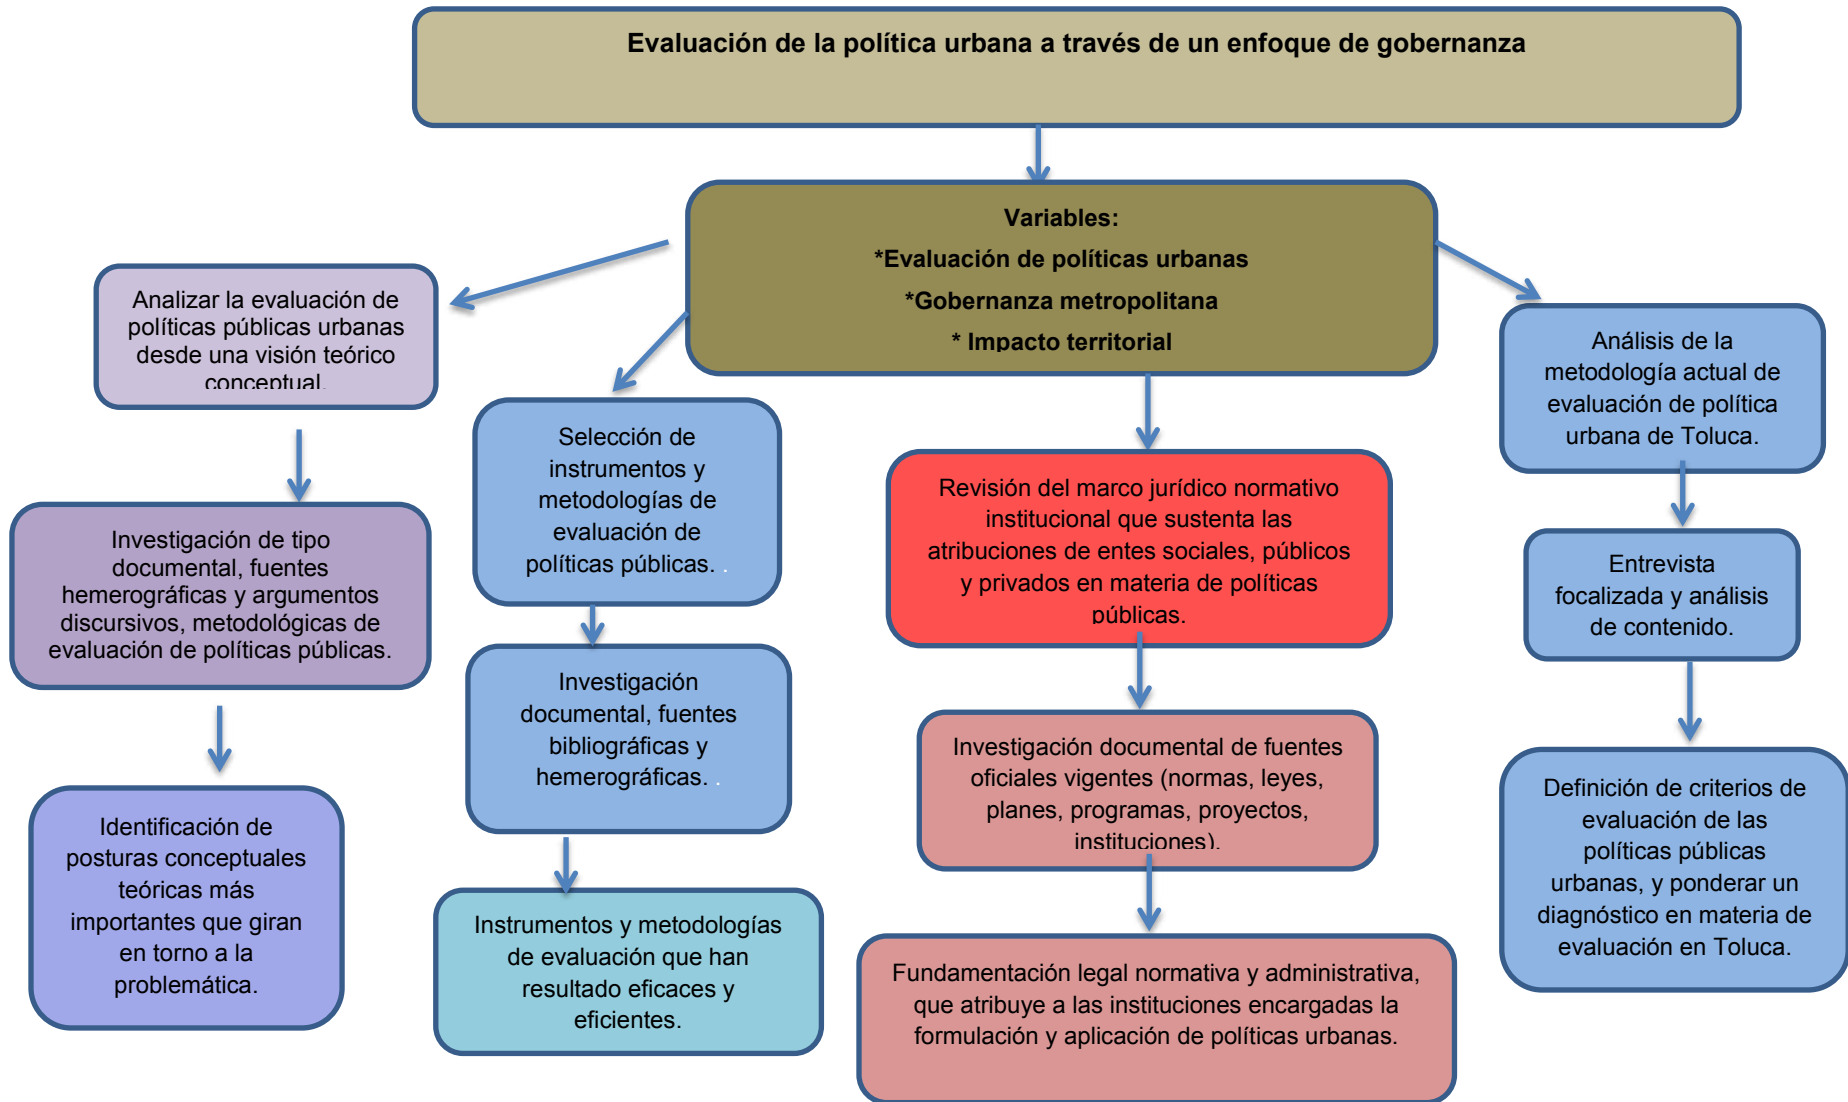 Evaluación de la política urbana a través de un enfoque de gobernanza
Variables:
*Evaluación de políticas urbanas
*Gobernanza metropolitana
* Impacto territorial
Analizar la evaluación de
políticas públicas urbanas
desde una visión teórico
conceptual.
Investigación de tipo
documental, fuentes
hemerográficas y argumentos
discursivos, metodológicas de
evaluación de políticas públicas.
Identificación de
posturas conceptuales
teóricas más
importantes que giran
en torno a la
problemática.
Selección de
instrumentos y
metodologías de
evaluación de
políticas públicas. .
Investigación
documental, fuentes
bibliográficas y
hemerográficas. .
Instrumentos y metodologías
de evaluación que han
resultado eficaces y
eficientes.
Revisión del marco jurídico normativo
institucional que sustenta las
atribuciones de entes sociales, públicos
y privados en materia de políticas
públicas.
Investigación documental de fuentes
oficiales vigentes (normas, leyes,
planes, programas, proyectos,
instituciones).
Fundamentación legal normativa y administrativa,
que atribuye a las instituciones encargadas la
formulación y aplicación de políticas urbanas.
Análisis de la
metodología actual de
evaluación de política
urbana de Toluca.
Entrevista
focalizada y análisis
de contenido.
Definición de criterios de
evaluación de las
políticas públicas
urbanas, y ponderar un
diagnóstico en materia de
evaluación en Toluca.